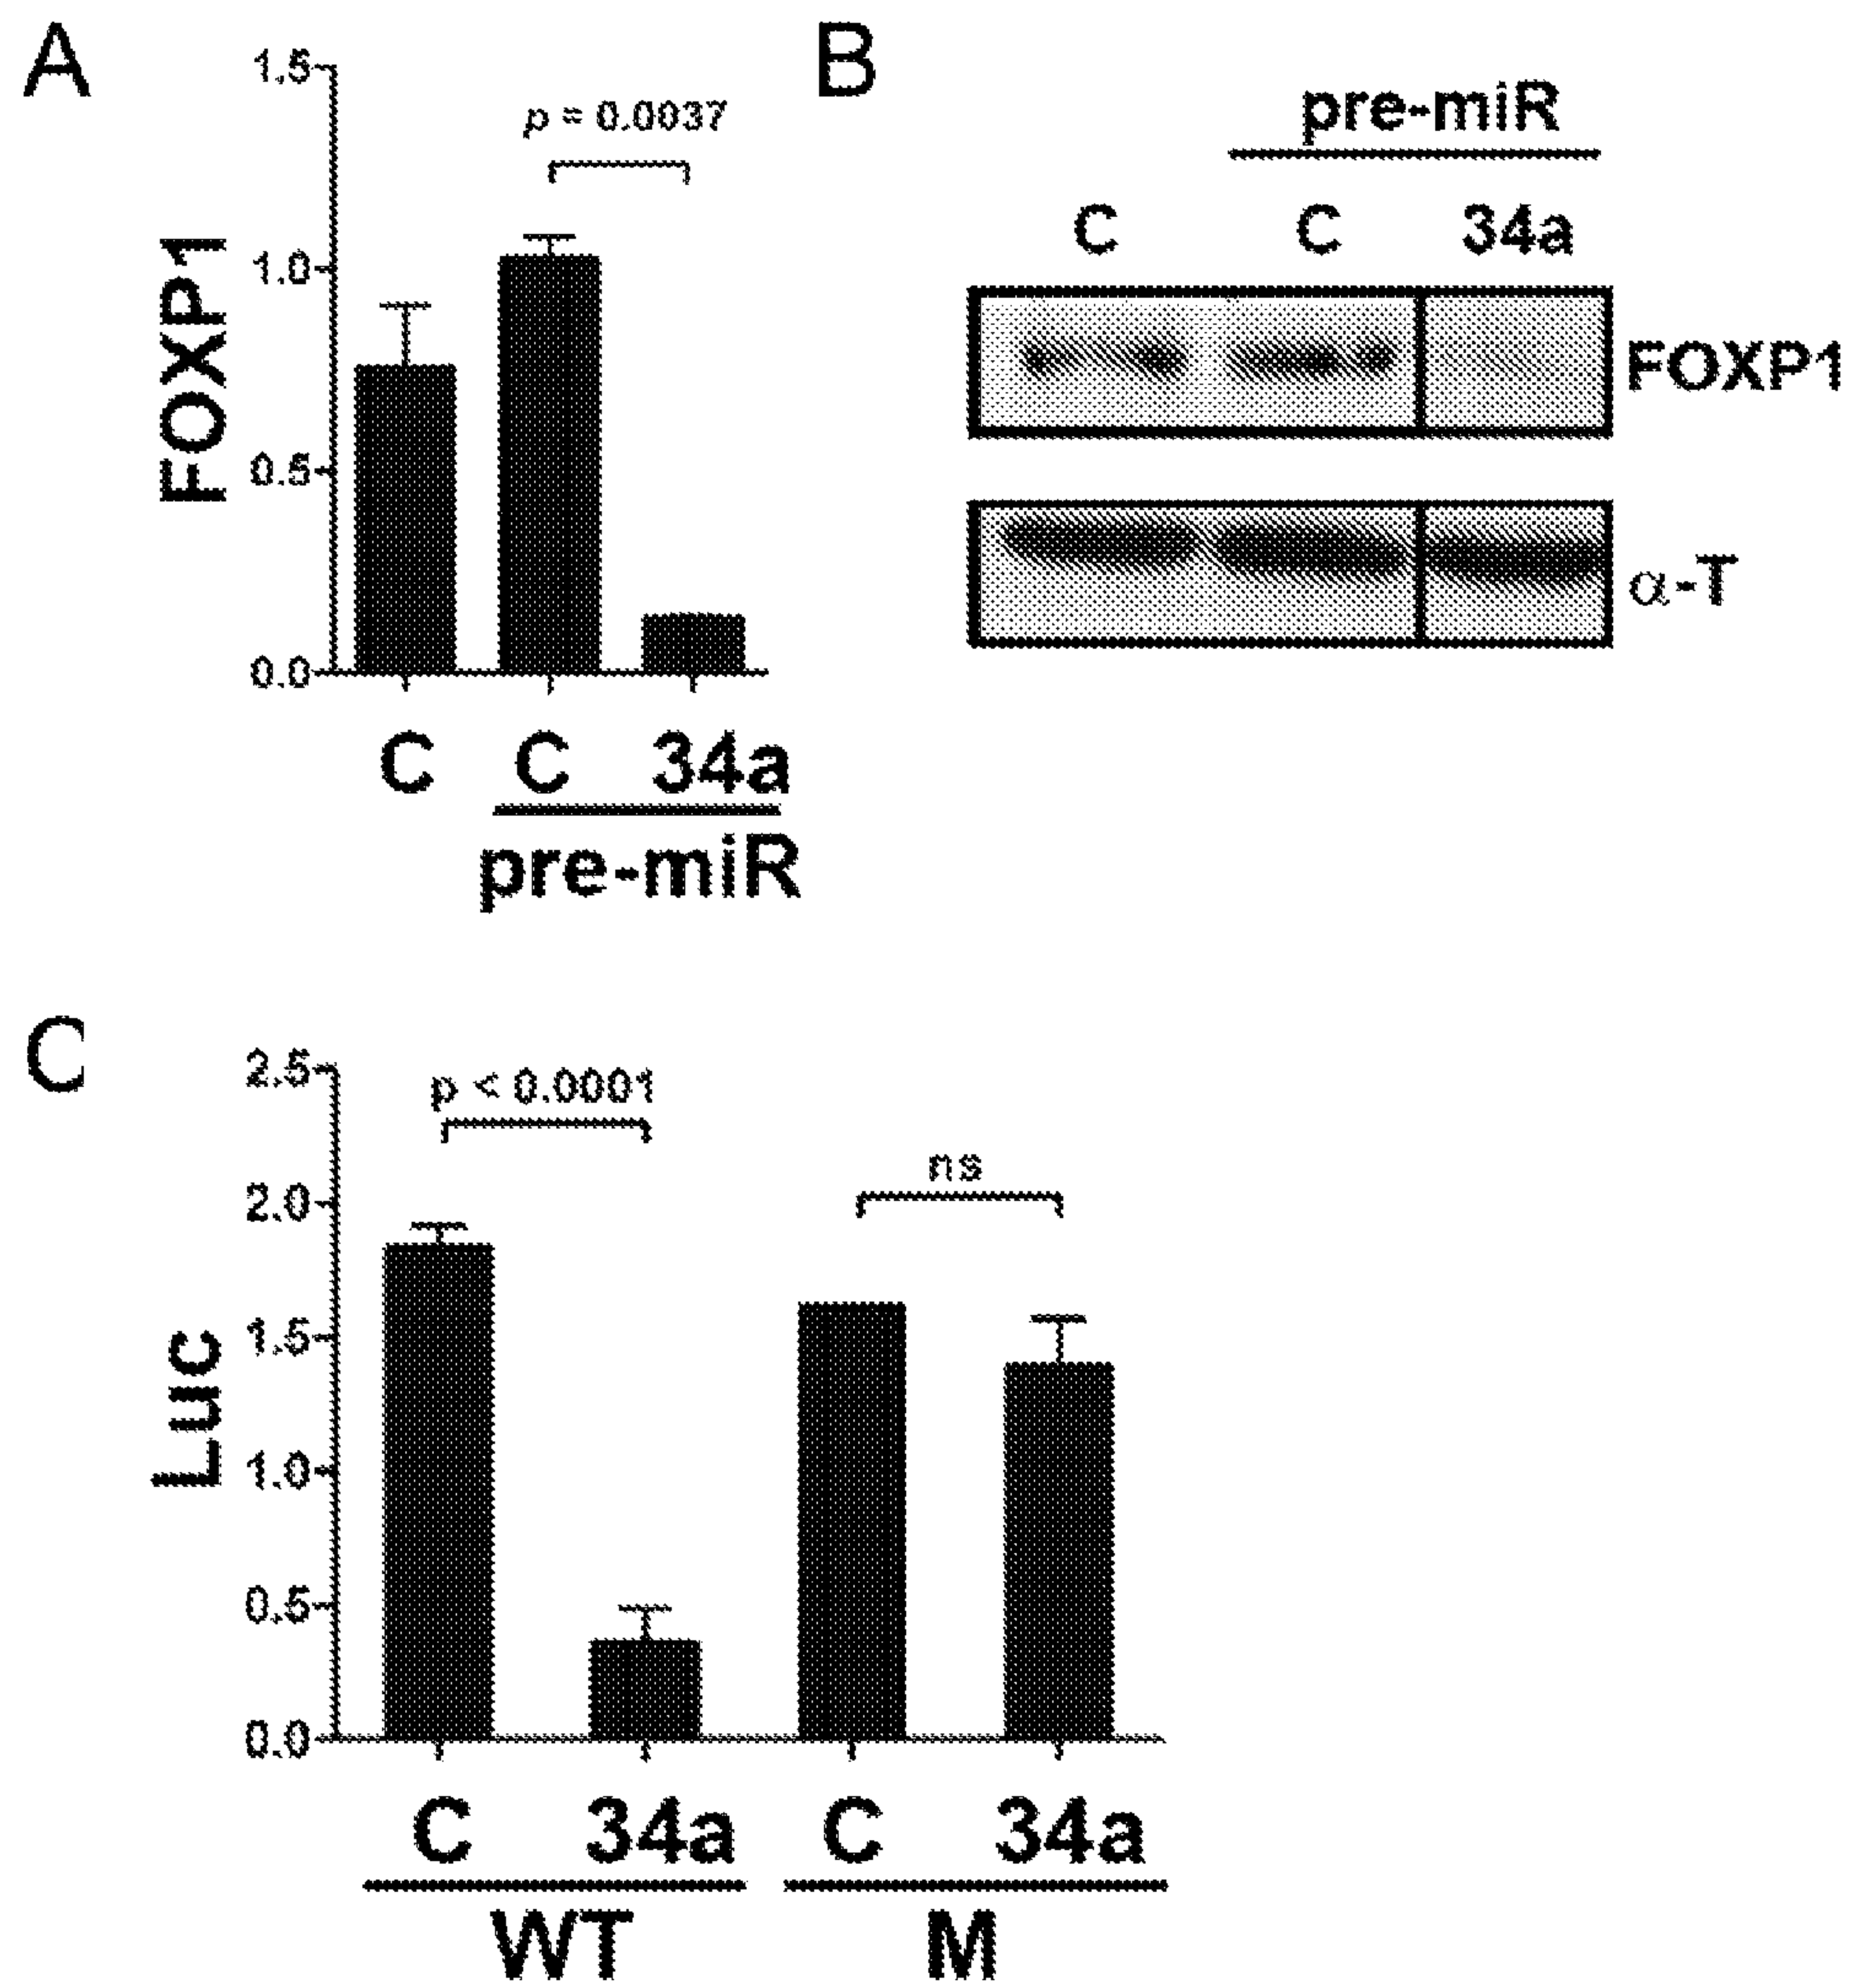 A
1.5
1.0
0.5
0.0
FOXP1
p = 0.0037
C C 34a
pre-miR
B
pre-miR
C C 34a
FOXP1
α-T
C
2.5
2.0
1.5
1.0
0.5
0.0
Luc
p < 0.0001
ns
C 34a C 34a
WT M